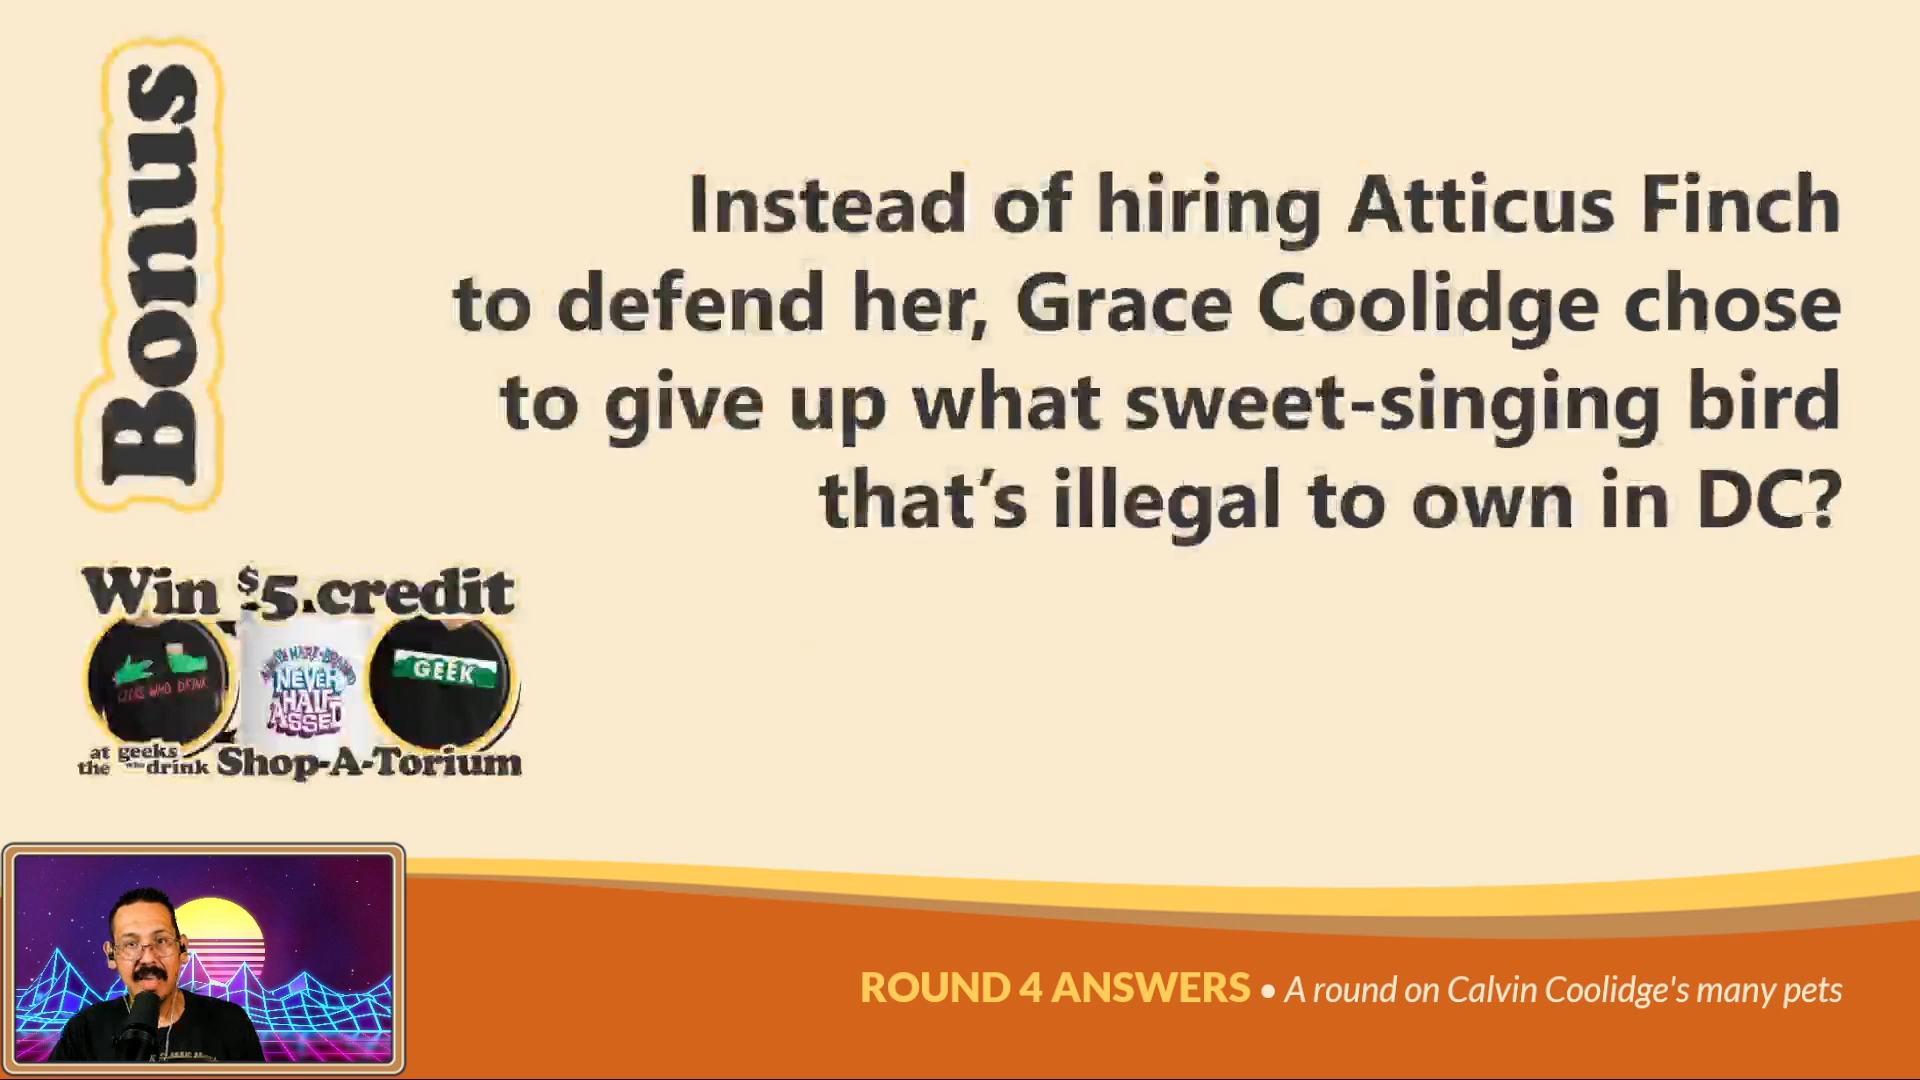 Bonus
Instead of hiring Atticus Finch
to defend her, Grace Coolidge chose
to give up what sweet-singing bird
that's illegal to own in DC?
Win $5 credit
GEEK
NEVER
HALF
ASSED
at the geeks who drink Shop-A-Torium
ROUND 4 ANSWERS • A round on Calvin Coolidge's many pets